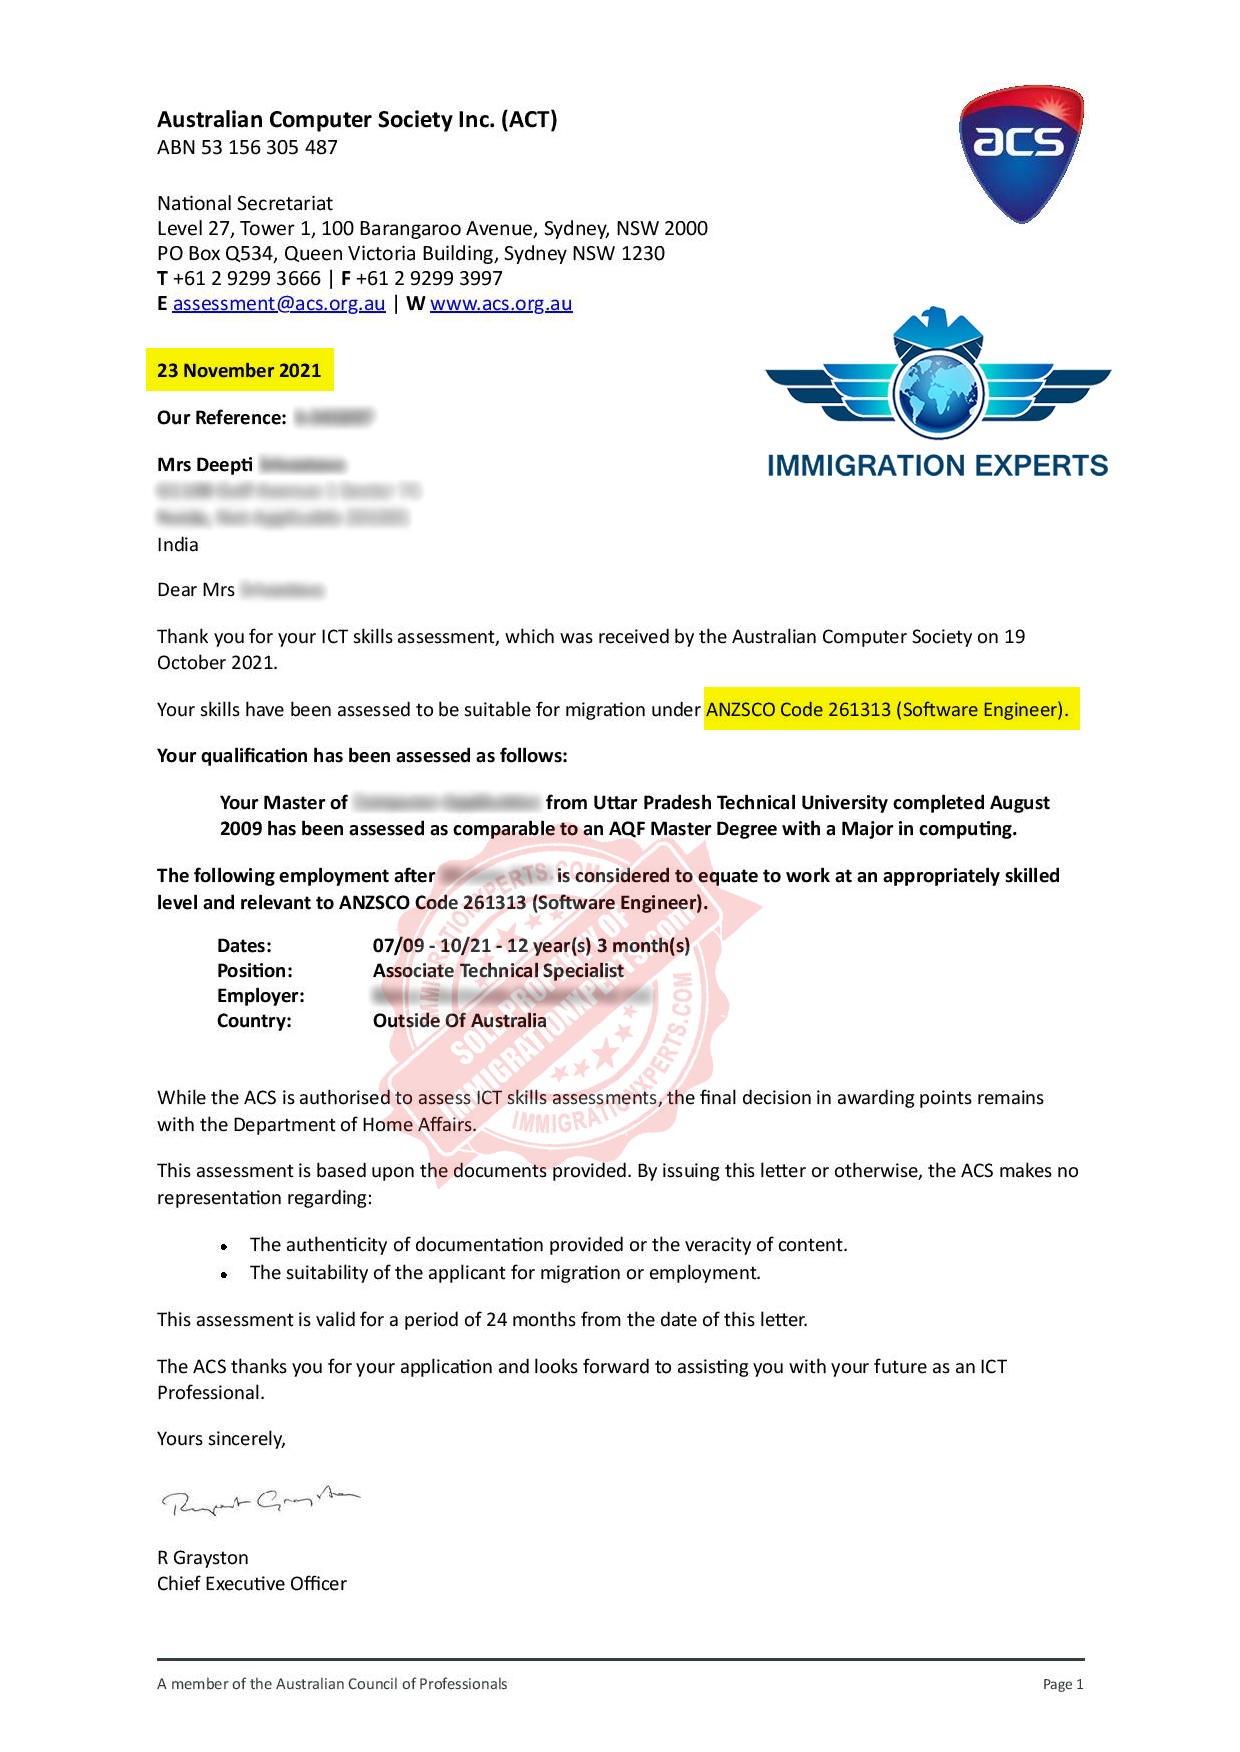 Australian Computer Society Inc. (ACT)
ABN 53 156 305 487
acs
National Secretariat
Level 27, Tower 1, 100 Barangaroo Avenue, Sydney, NSW 2000
PO Box Q534, Queen Victoria Building, Sydney NSW 1230
T +61 2 9299 3666 | F +61 2 9299 3997
E assessment@acs.org.au | W www.acs.org.au
23 November 2021
IMMIGRATION EXPERTS
Our Reference:
Mrs Deepti
India
Dear Mrs
Thank you for your ICT skills assessment, which was received by the Australian Computer Society on 19
October 2021.
Your skills have been assessed to be suitable for migration under ANZSCO Code 261313 (Software Engineer).
Your qualification has been assessed as follows:
Your Master of from Uttar Pradesh Technical University completed August
2009 has been assessed as comparable to an AQF Master Degree with a Major in computing.
The following employment after is considered to equate to work at an appropriately skilled
level and relevant to ANZSCO Code 261313 (Software Engineer).
Dates: 07/09 - 10/21 - 12 year(s) 3 month(s)
Position: Associate Technical Specialist
Employer:
Country: Outside Of Australia
IMMIGRATIONXPERTS.COM
SOLE PROPERTY OF
IMMIGRATIONXPERTS.COM
IMMIGRATIONXPERTS.COM
While the ACS is authorised to assess ICT skills assessments, the final decision in awarding points remains
with the Department of Home Affairs.
This assessment is based upon the documents provided. By issuing this letter or otherwise, the ACS makes no
representation regarding:
• The authenticity of documentation provided or the veracity of content.
• The suitability of the applicant for migration or employment.
This assessment is valid for a period of 24 months from the date of this letter.
The ACS thanks you for your application and looks forward to assisting you with your future as an ICT
Professional.
Yours sincerely,
Rupert Grayston
R Grayston
Chief Executive Officer
A member of the Australian Council of Professionals
Page 1